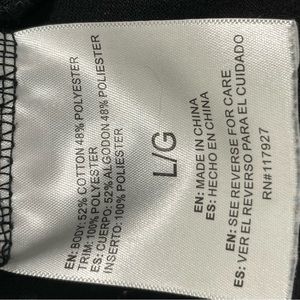 EN: BODY: 52% COTTON 48% POLYESTER
TRIM: 100% POLYESTER
ES: CUERPO: 52% ALGODON 48% POLIESTER
INSERTO: 100% POLIESTER
L/G
EN: MADE IN CHINA
ES: HECHO EN CHINA
EN: SEE REVERSE FOR CARE
ES: VER EL REVERSO PARA EL CUIDADO
RN#117927